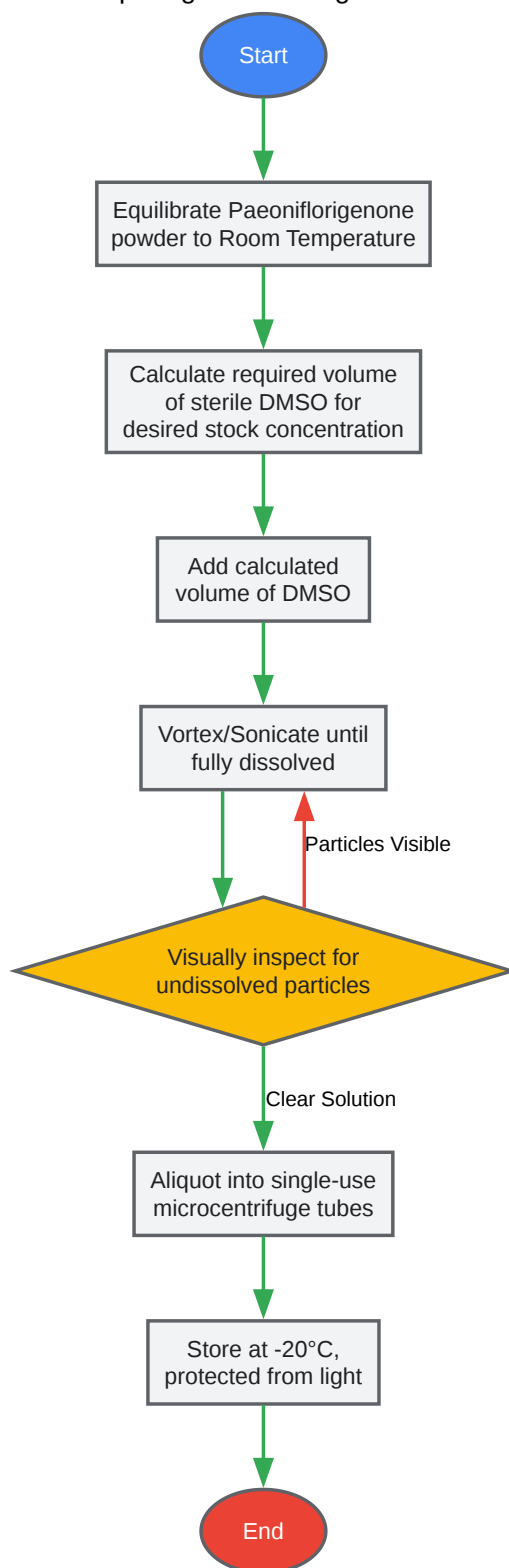 Start
Equilibrate Paeoniflorigenone
powder to Room Temperature
Calculate required volume
of sterile DMSO for
desired stock concentration
Add calculated
volume of DMSO
Vortex/Sonicate until
fully dissolved
Particles Visible
Visually inspect for
undissolved particles
Clear Solution
Aliquot into single-use
microcentrifuge tubes
Store at -20°C,
protected from light
End